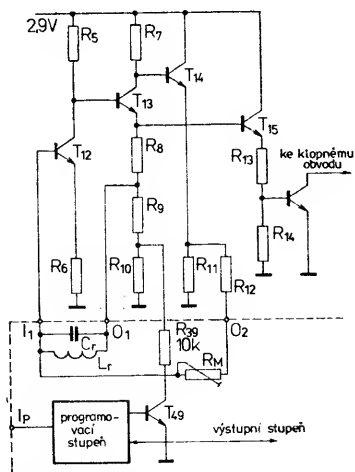 2,9V
R5
R7
T14
T13
T15
T12
R8
R13
ke klopnému
obvodu
R9
R14
R6
R10
R11
R12
I1
Cr
O1
R39
10k
O2
Lr
RM
IP
programo-
vací
stupeň
T49
výstupní stupeň